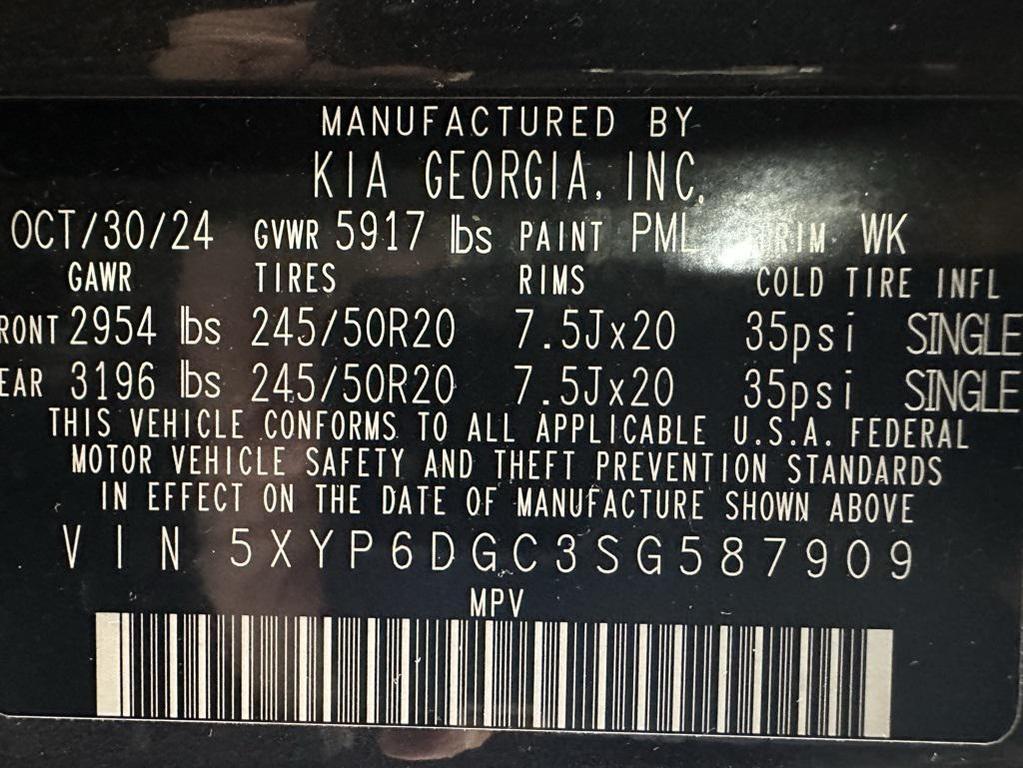 MANUFACTURED BY
KIA GEORGIA, INC.
OCT/30/24 GVWR 5917 lbs PAINT PML TRIM WK
GAWR TIRES RIMS COLD TIRE INFL
RONT 2954 lbs 245/50R20 7.5Jx20 35psi SINGLE
EAR 3196 lbs 245/50R20 7.5Jx20 35psi SINGLE
THIS VEHICLE CONFORMS TO ALL APPLICABLE U.S.A. FEDERAL
MOTOR VEHICLE SAFETY AND THEFT PREVENTION STANDARDS
IN EFFECT ON THE DATE OF MANUFACTURE SHOWN ABOVE
VIN 5XYP6DGC3SG587909
MPV